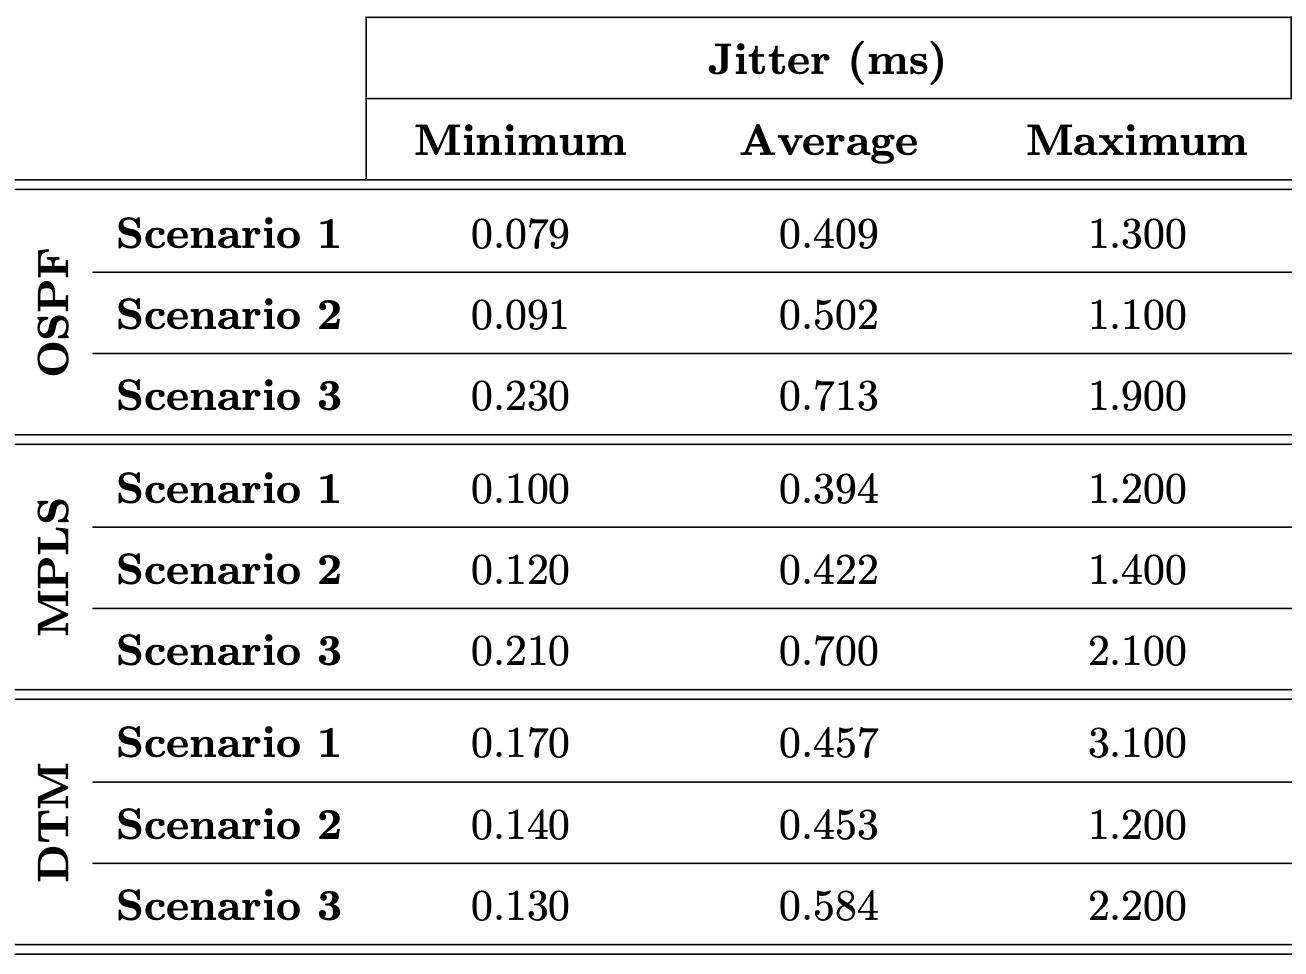 Jitter (ms)
Minimum Average Maximum
OSPF
Scenario 1 0.079 0.409 1.300
Scenario 2 0.091 0.502 1.100
Scenario 3 0.230 0.713 1.900
MPLS
Scenario 1 0.100 0.394 1.200
Scenario 2 0.120 0.422 1.400
Scenario 3 0.210 0.700 2.100
DTM
Scenario 1 0.170 0.457 3.100
Scenario 2 0.140 0.453 1.200
Scenario 3 0.130 0.584 2.200